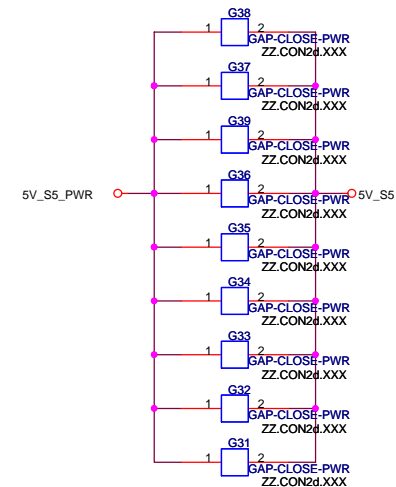 G38
1 2
GAP-CLOSE-PWR
ZZ.CON2d.XXX
G37
1 2
GAP-CLOSE-PWR
ZZ.CON2d.XXX
G39
1 2
GAP-CLOSE-PWR
ZZ.CON2d.XXX
G36
1 2
5V_S5_PWR 5V_S5
GAP-CLOSE-PWR
ZZ.CON2d.XXX
G35
1 2
GAP-CLOSE-PWR
ZZ.CON2d.XXX
G34
1 2
GAP-CLOSE-PWR
ZZ.CON2d.XXX
G33
1 2
GAP-CLOSE-PWR
ZZ.CON2d.XXX
G32
1 2
GAP-CLOSE-PWR
ZZ.CON2d.XXX
G31
1 2
GAP-CLOSE-PWR
ZZ.CON2d.XXX